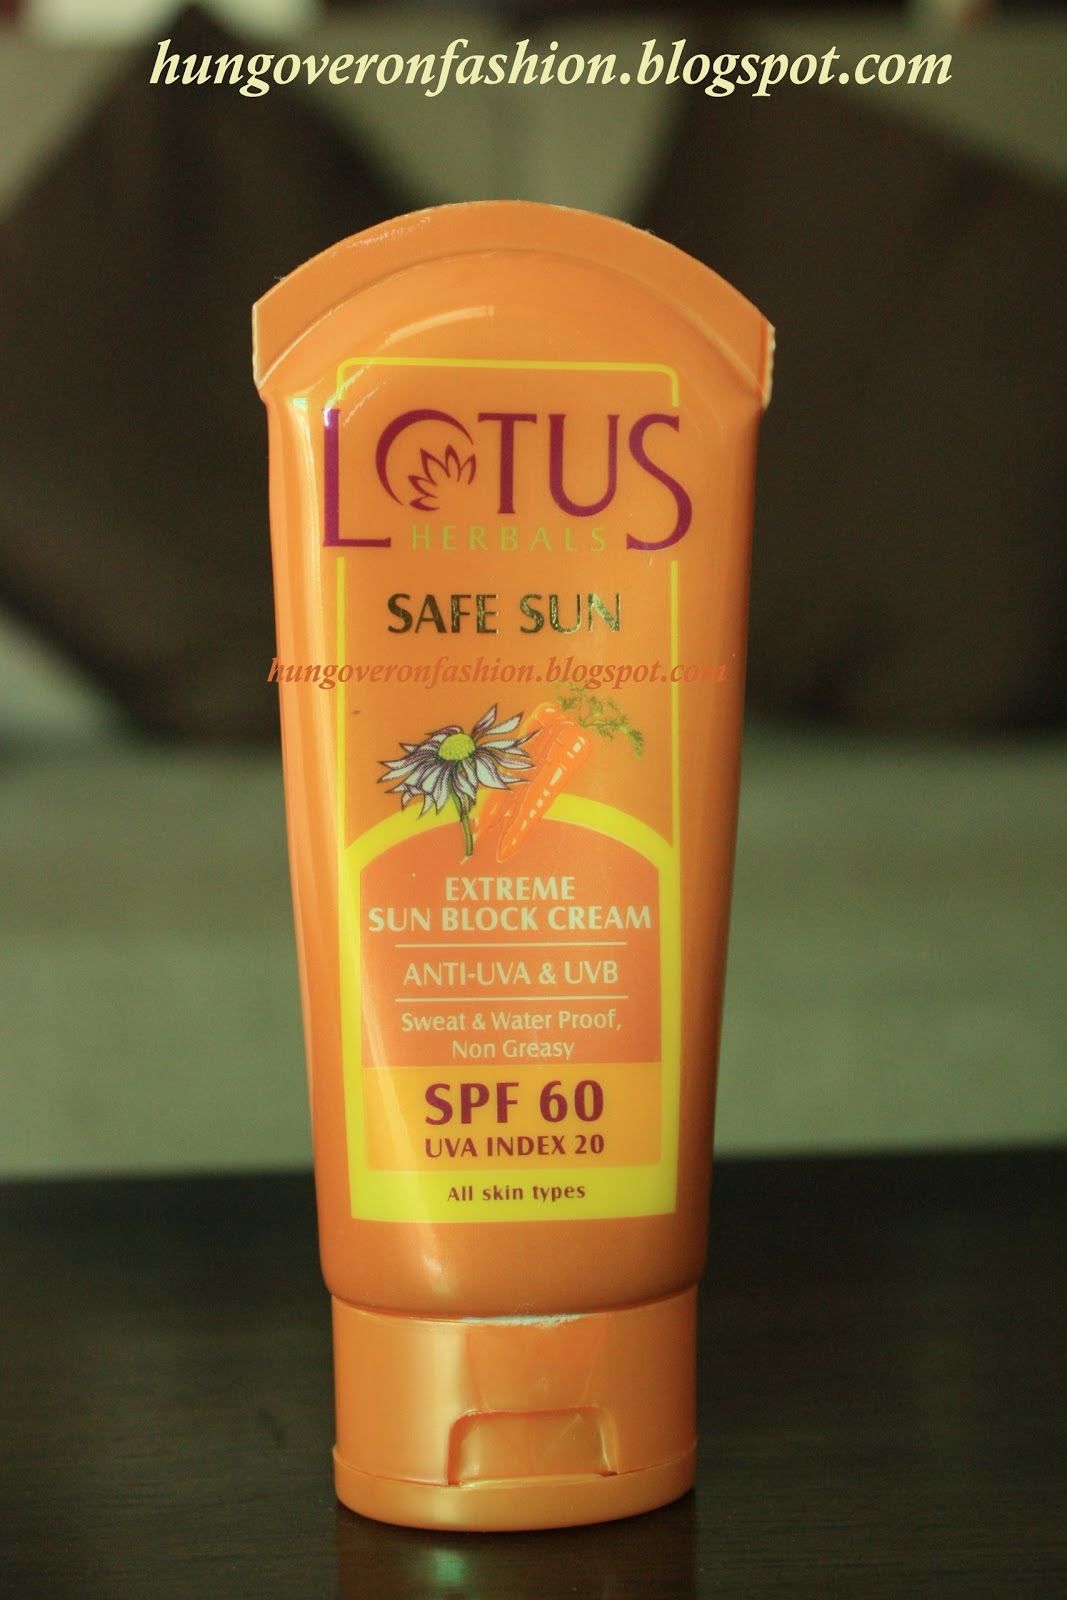 hungoveronfashion.blogspot.com
LOTUS
HERBALS
SAFE SUN
hungoveronfashion.blogspot.com
EXTREME
SUN BLOCK CREAM
ANTI-UVA & UVB
Sweat & Water Proof,
Non Greasy
SPF 60
UVA INDEX 20
All skin types